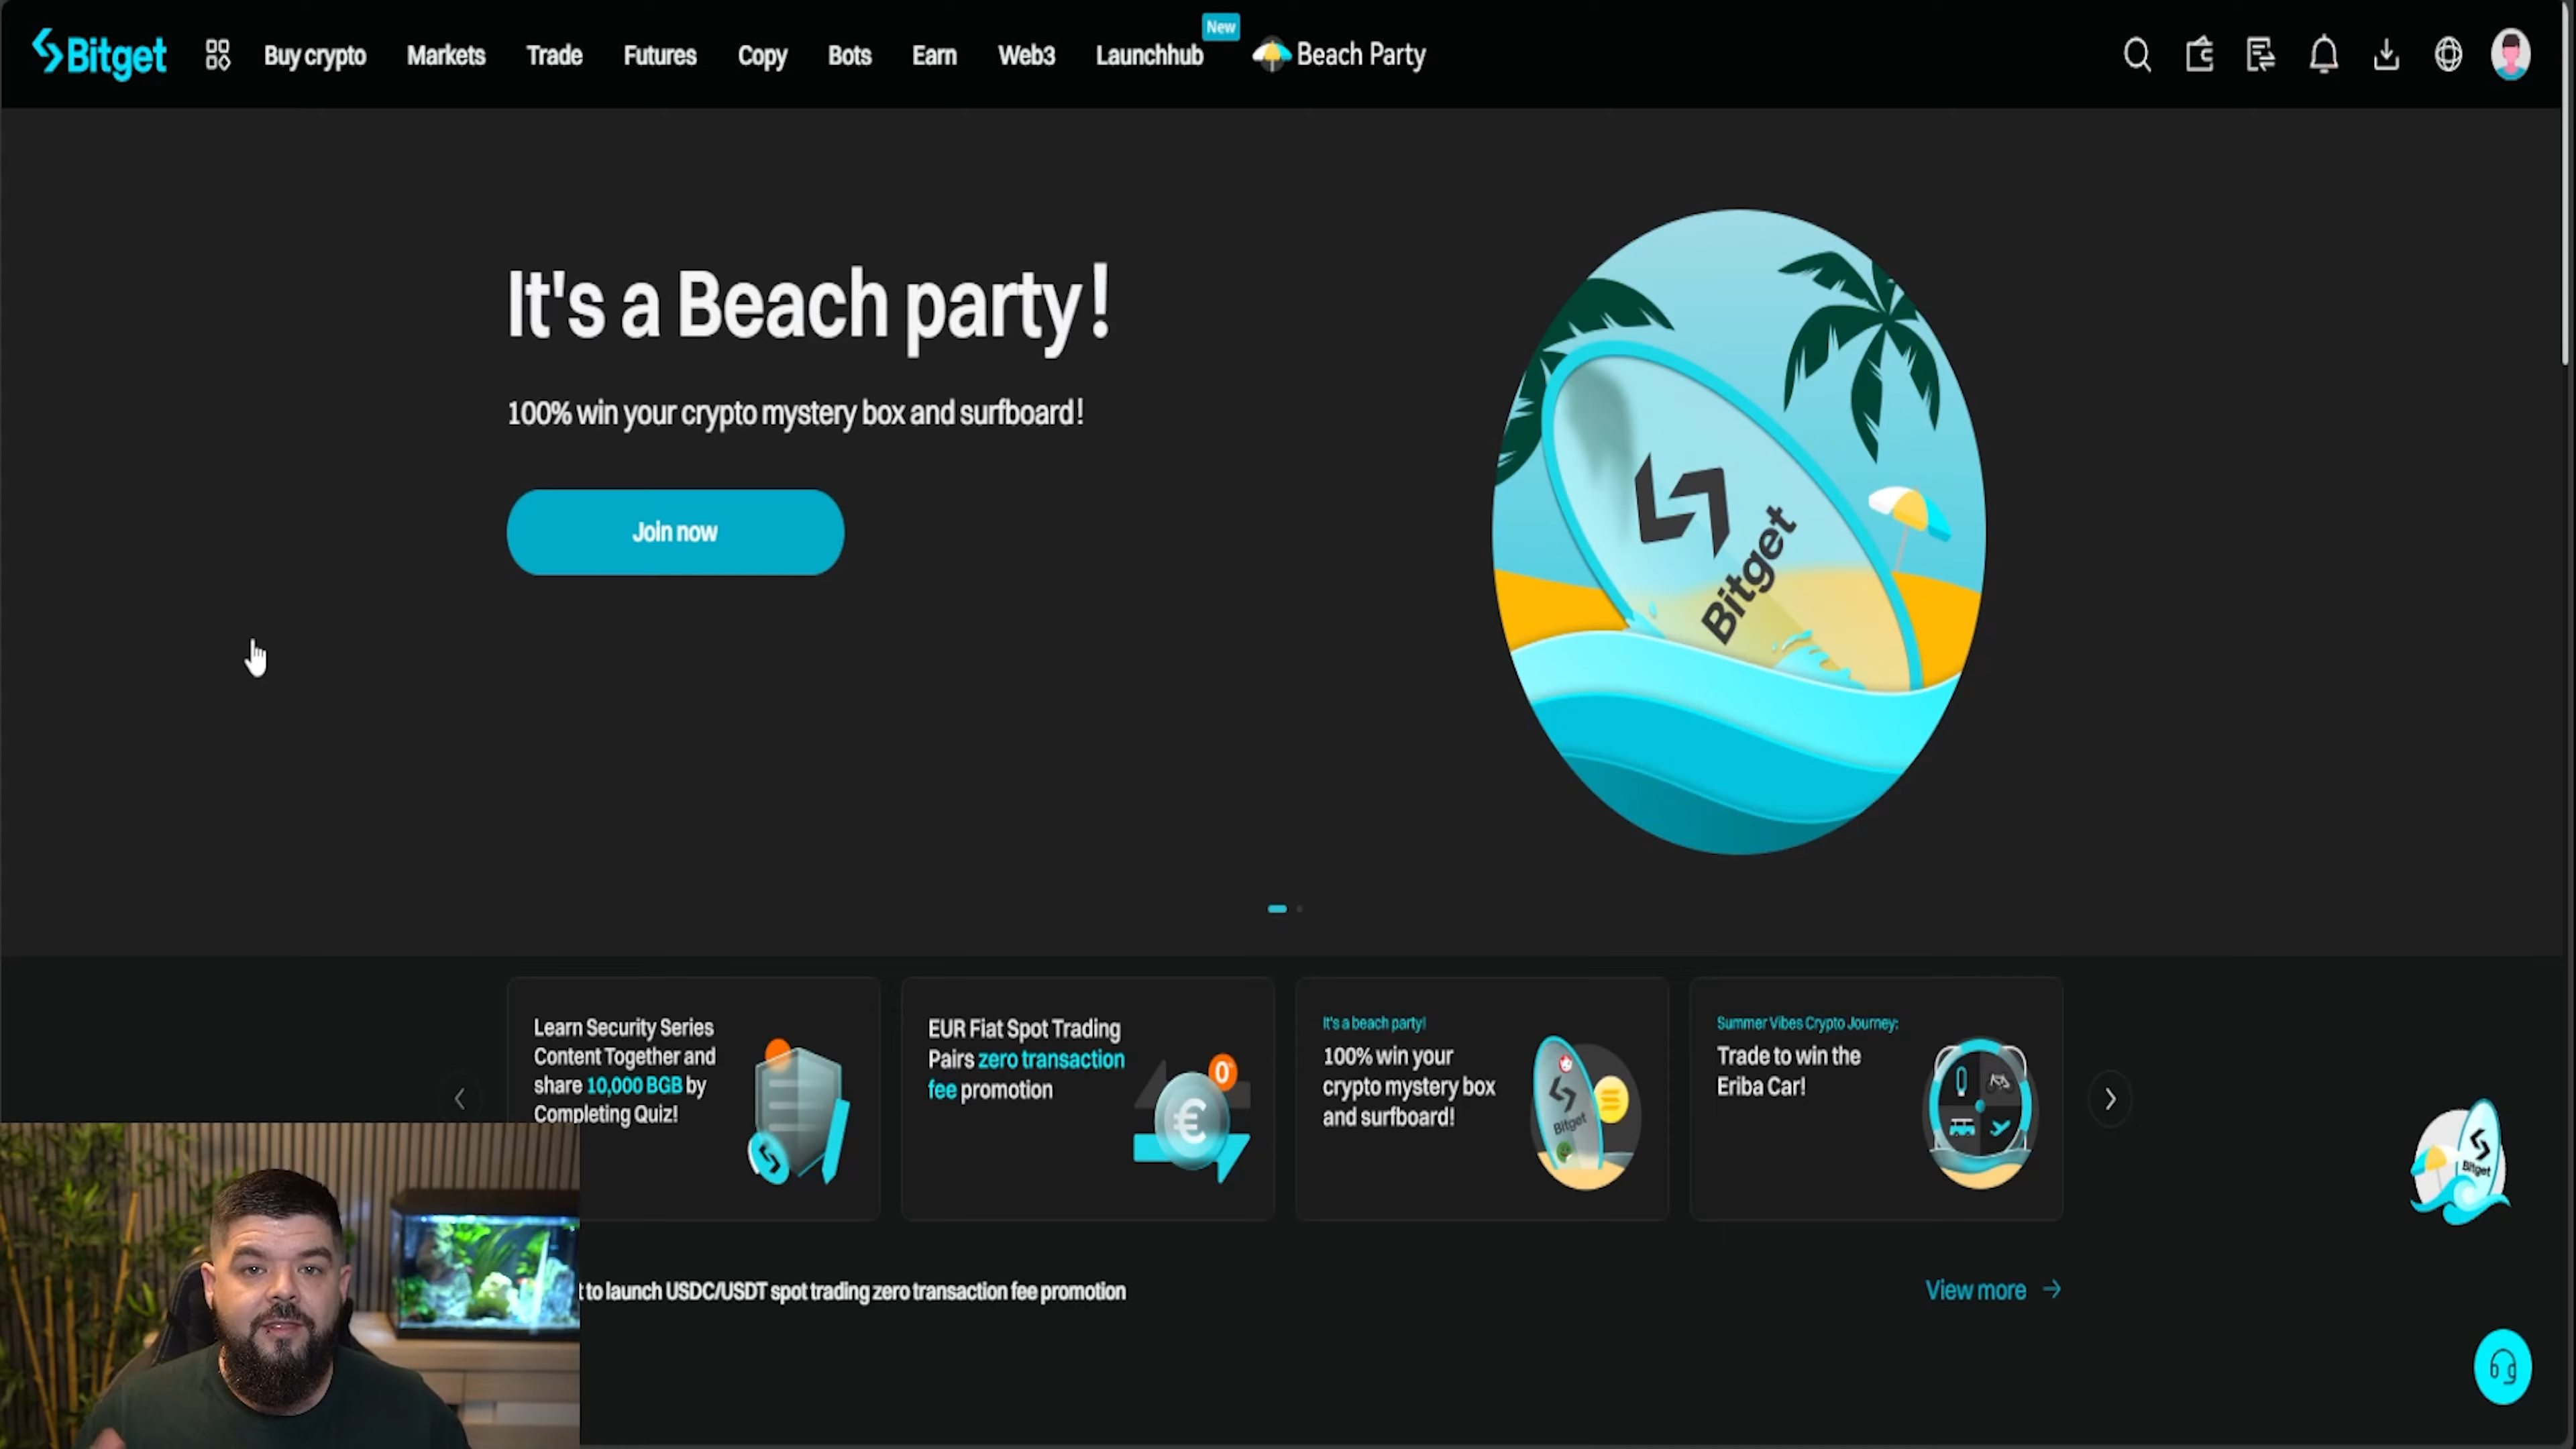 Bitget
Buy crypto
Markets
Trade
Futures
Copy
Bots
Earn
Web3
Launchhub
New
Beach Party
It's a Beach party!
100% win your crypto mystery box and surfboard!
Join now
Bitget
Learn Security Series
Content Together and
share 10,000 BGB by
Completing Quiz!
EUR Fiat Spot Trading
Pairs zero transaction
fee promotion
0
€
It's a beach party!
100% win your
crypto mystery box
and surfboard!
Bitget
Summer Vibes Crypto Journey:
Trade to win the
Eriba Car!
Bitget
t to launch USDC/USDT spot trading zero transaction fee promotion
View more